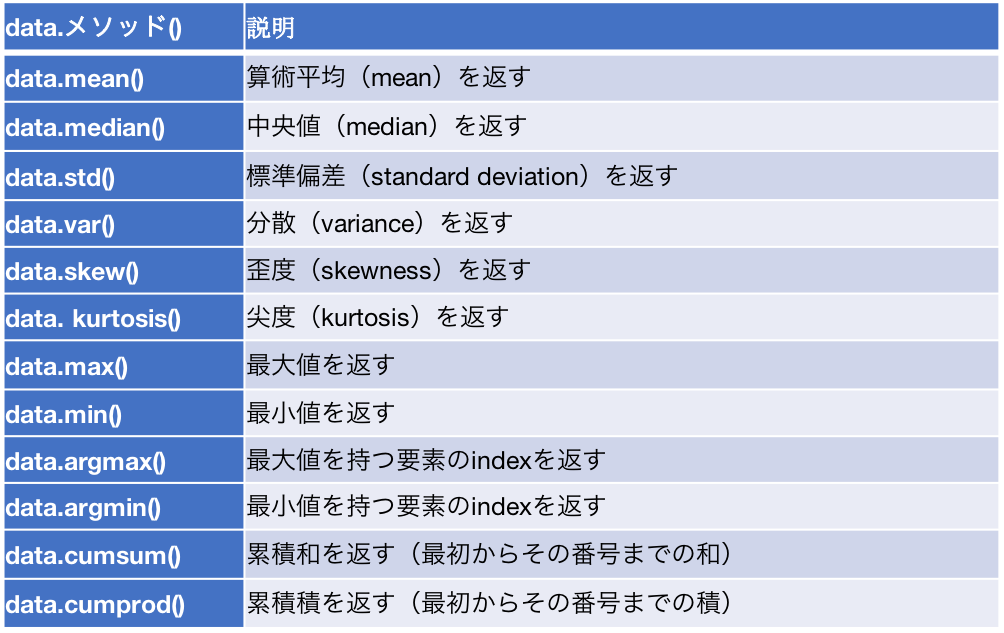 data.メソッド() 説明
data.mean() 算術平均（mean）を返す
data.median() 中央値（median）を返す
data.std() 標準偏差（standard deviation）を返す
data.var() 分散（variance）を返す
data.skew() 歪度（skewness）を返す
data. kurtosis() 尖度（kurtosis）を返す
data.max() 最大値を返す
data.min() 最小値を返す
data.argmax() 最大値を持つ要素のindexを返す
data.argmin() 最小値を持つ要素のindexを返す
data.cumsum() 累積和を返す（最初からその番号までの和）
data.cumprod() 累積積を返す（最初からその番号までの積）